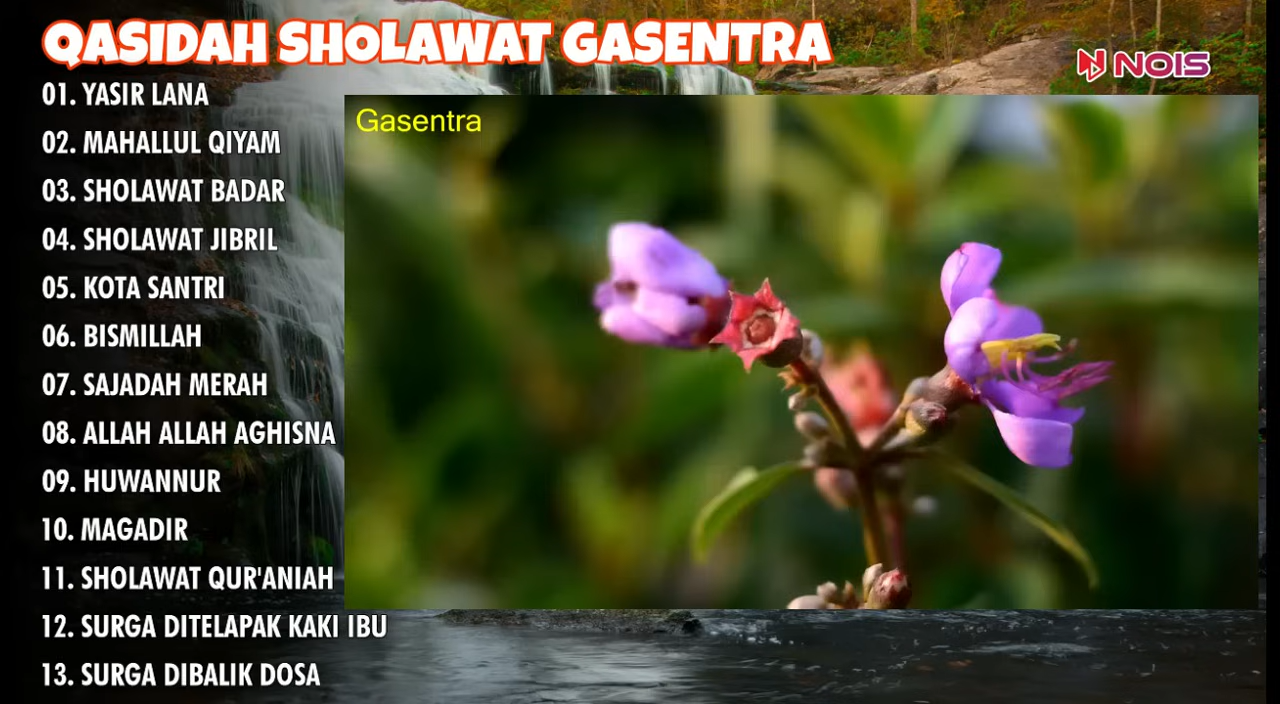 QASIDAH SHOLAWAT GASENTRA
NOIS
01. YASIR LANA
02. MAHALLUL QIYAM
03. SHOLAWAT BADAR
04. SHOLAWAT JIBRIL
05. KOTA SANTRI
06. BISMILLAH
07. SAJADAH MERAH
08. ALLAH ALLAH AGHISNA
09. HUWANNUR
10. MAGADIR
11. SHOLAWAT QUR'ANIAH
12. SURGA DITELAPAK KAKI IBU
13. SURGA DIBALIK DOSA
Gasentra